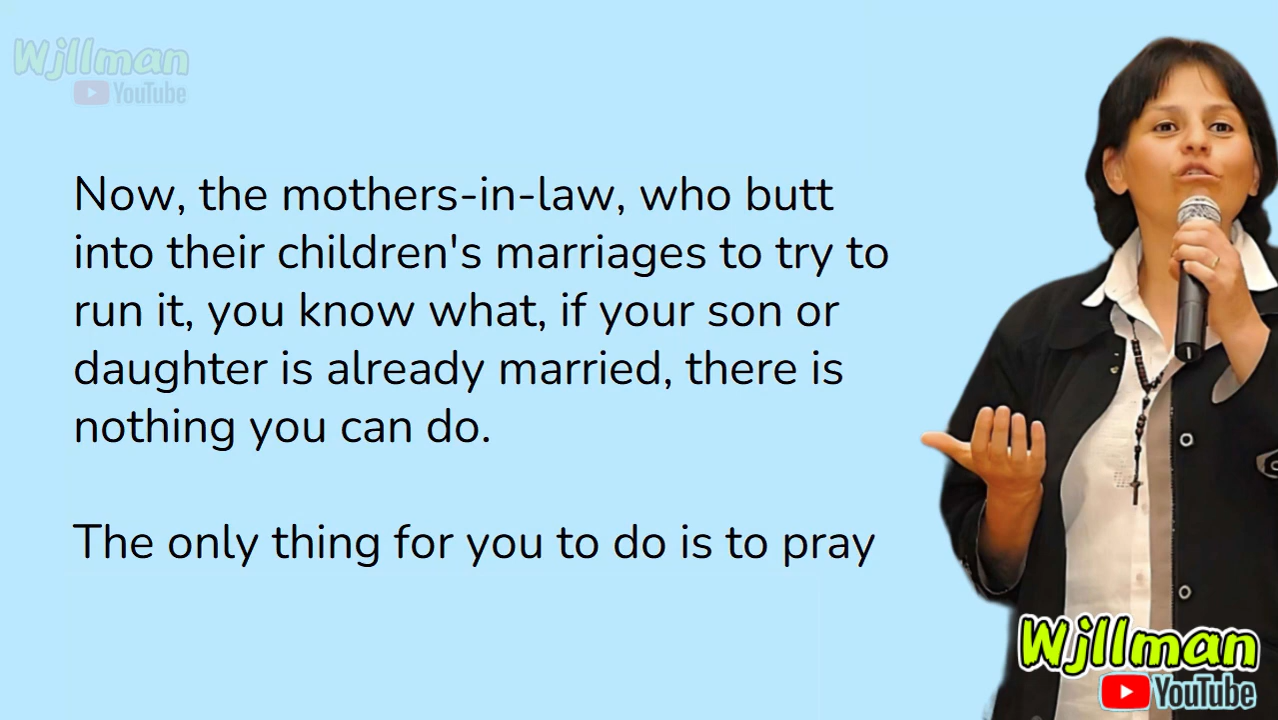 Wjllman
YouTube
Now, the mothers-in-law, who butt
into their children's marriages to try to
run it, you know what, if your son or
daughter is already married, there is
nothing you can do.
The only thing for you to do is to pray
Wjllman
YouTube